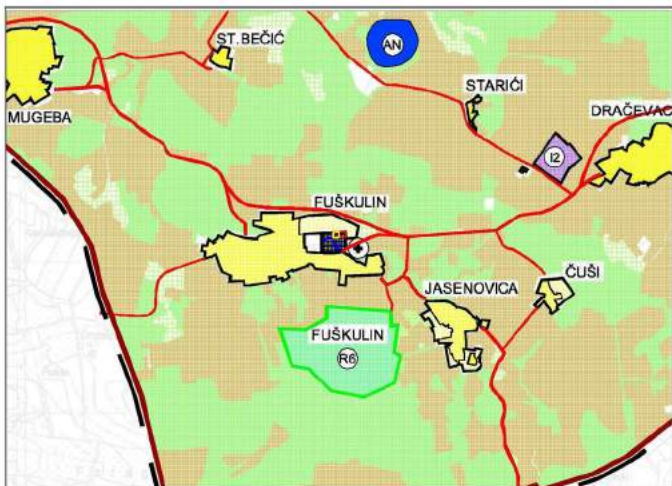 ST.BEČIĆ
AN
STARIĆI
DRAČEVAC
MUGEBA
I2
FUŠKULIN
ČUŠI
JASENOVICA
FUŠKULIN
R6